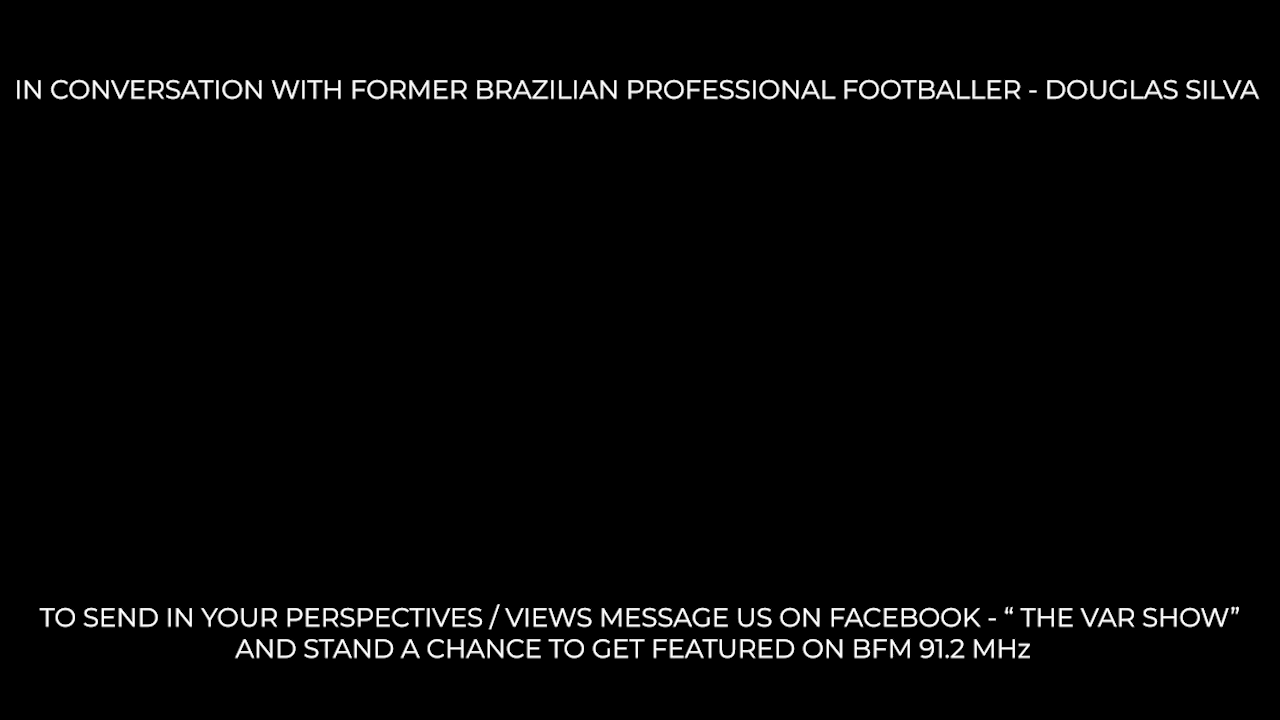 IN CONVERSATION WITH FORMER BRAZILIAN PROFESSIONAL FOOTBALLER - DOUGLAS SILVA
TO SEND IN YOUR PERSPECTIVES / VIEWS MESSAGE US ON FACEBOOK - “ THE VAR SHOW”
AND STAND A CHANCE TO GET FEATURED ON BFM 91.2 MHz